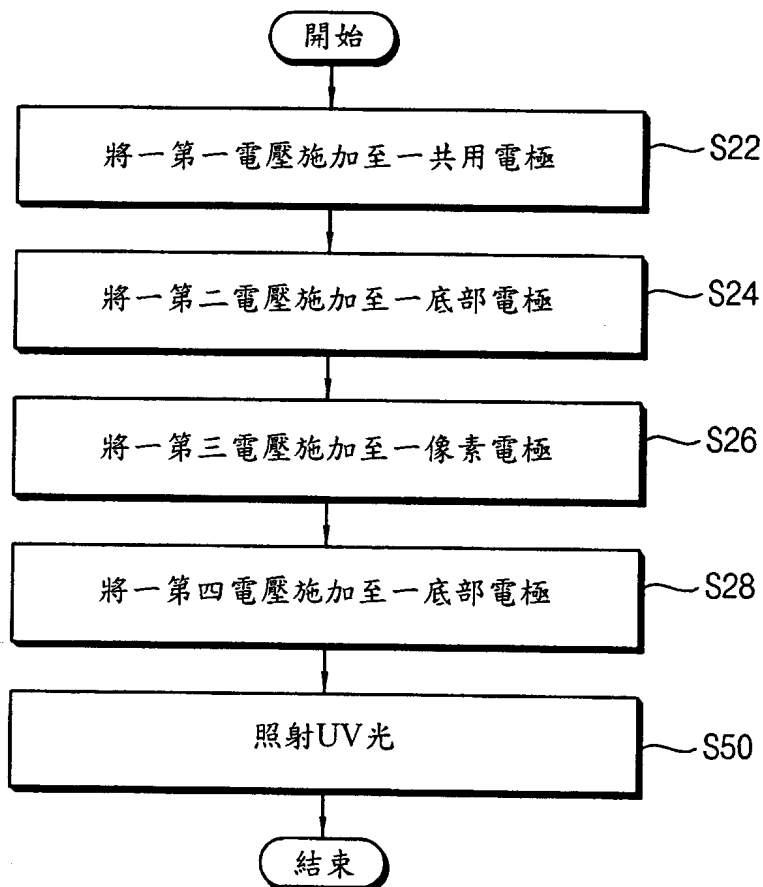 開始
將一第一電壓施加至一共用電極
S22
將一第二電壓施加至一底部電極
S24
將一第三電壓施加至一像素電極
S26
將一第四電壓施加至一底部電極
S28
照射UV光
S50
結束